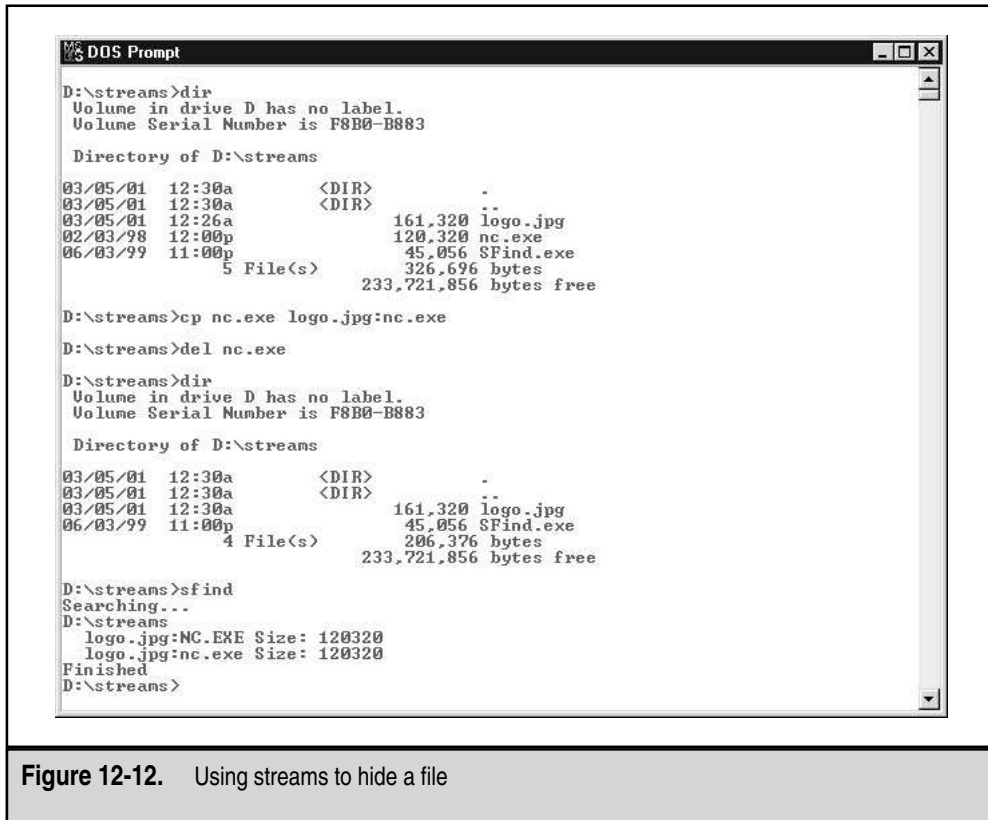 MS DOS Prompt
D:\streams>dir
Volume in drive D has no label.
Volume Serial Number is F8B0-B883
Directory of D:\streams
03/05/01 12:30a <DIR> .
03/05/01 12:30a <DIR> ..
03/05/01 12:26a 161,320 logo.jpg
02/03/98 12:00p 120,320 nc.exe
06/03/99 11:00p 45,056 SFind.exe
5 File(s) 326,696 bytes
233,721,856 bytes free
D:\streams>cp nc.exe logo.jpg:nc.exe
D:\streams>del nc.exe
D:\streams>dir
Volume in drive D has no label.
Volume Serial Number is F8B0-B883
Directory of D:\streams
03/05/01 12:30a <DIR> .
03/05/01 12:30a <DIR> ..
03/05/01 12:30a 161,320 logo.jpg
06/03/99 11:00p 45,056 SFind.exe
4 File(s) 206,376 bytes
233,721,856 bytes free
D:\streams>sfind
Searching...
D:\streams
logo.jpg:NC.EXE Size: 120320
logo.jpg:nc.exe Size: 120320
Finished
D:\streams>
Figure 12-12. Using streams to hide a file